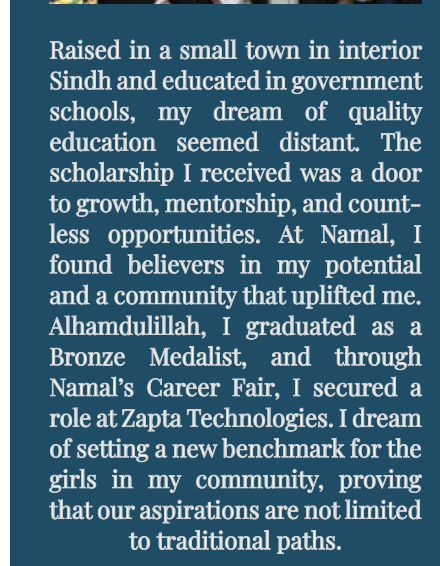 Raised in a small town in interior
Sindh and educated in government
schools, my dream of quality
education seemed distant. The
scholarship I received was a door
to growth, mentorship, and count-
less opportunities. At Namal, I
found believers in my potential
and a community that uplifted me.
Alhamdulillah, I graduated as a
Bronze Medalist, and through
Namal's Career Fair, I secured a
role at Zapta Technologies. I dream
of setting a new benchmark for the
girls in my community, proving
that our aspirations are not limited
to traditional paths.